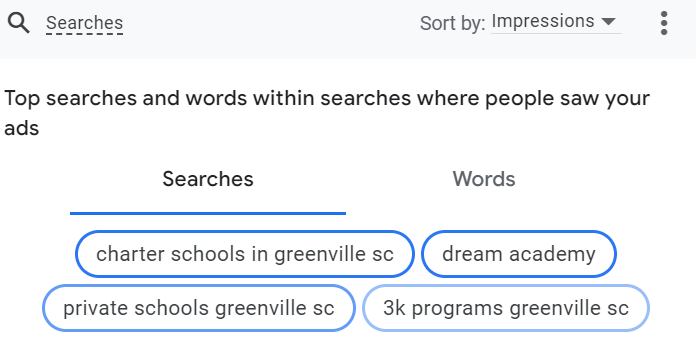 Searches Sort by: Impressions
Top searches and words within searches where people saw your
ads
Searches Words
charter schools in greenville sc dream academy
private schools greenville sc 3k programs greenville sc